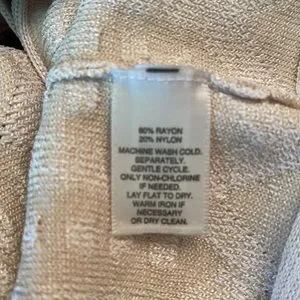 80% RAYON
20% NYLON
MACHINE WASH COLD.
SEPARATELY.
GENTLE CYCLE.
ONLY NON-CHLORINE
IF NEEDED.
LAY FLAT TO DRY.
WARM IRON IF
NECESSARY
OR DRY CLEAN.